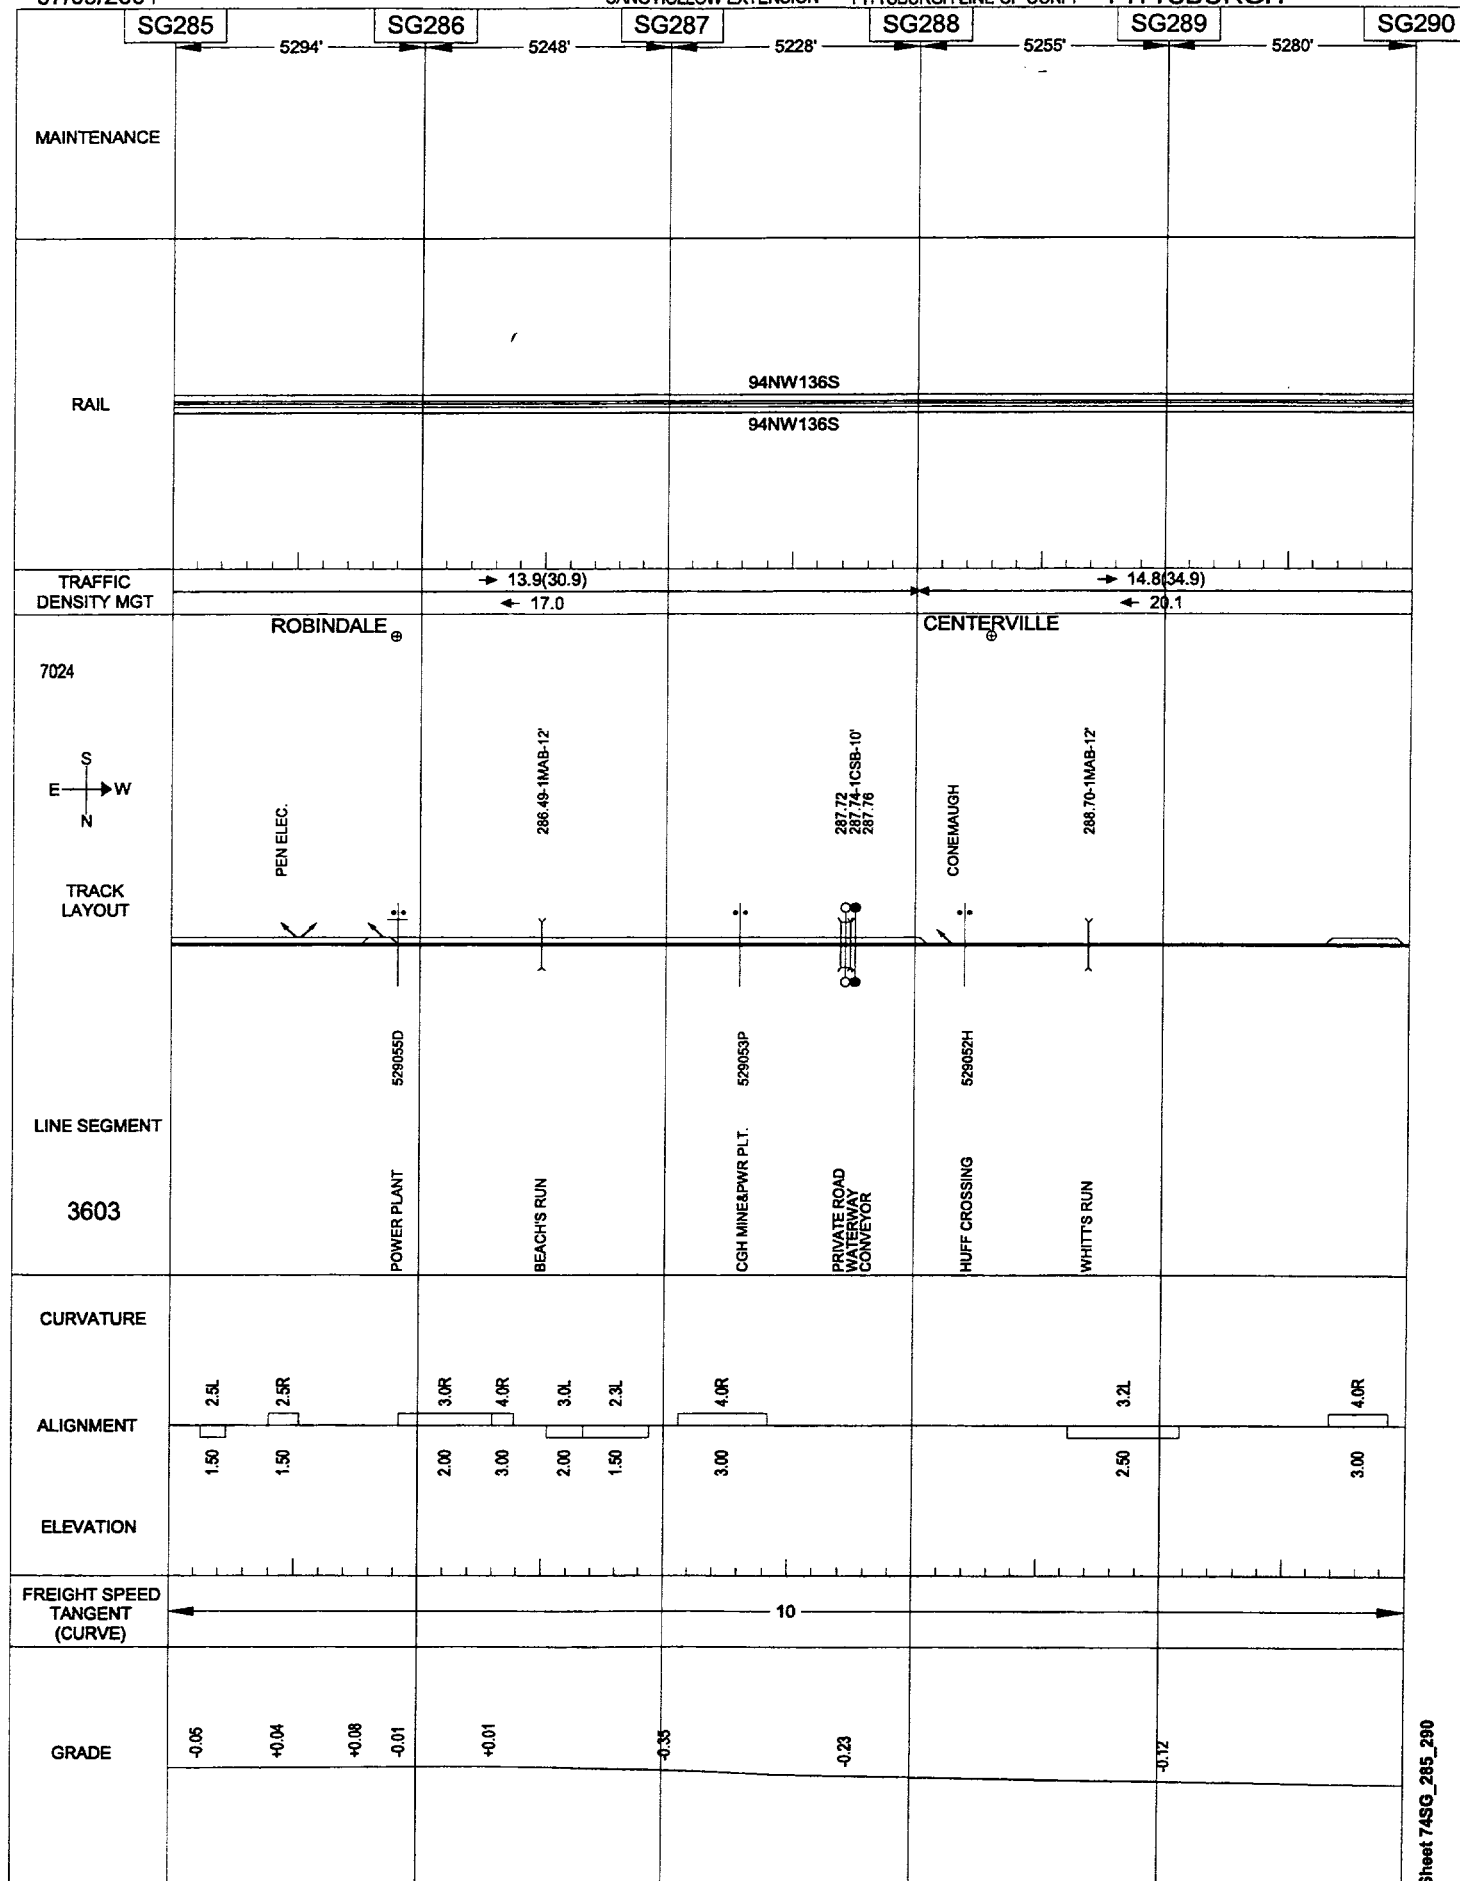 SG285 SG286 SG287 SG288 SG289 SG290
5294' 5248' 5228' 5255' 5280'
MAINTENANCE
94NW136S
RAIL
94NW136S
TRAFFIC
DENSITY MGT
13.9(30.9) 14.8(34.9)
17.0 20.1
ROBINDALE CENTERVILLE
7024
S
E W
N
PEN ELEC.
286.49-1MAB-12'
287.72
287.74-1CSB-10'
287.76
CONEMAUGH
288.70-1MAB-12'
TRACK
LAYOUT
529055D 529053P 529052H
LINE SEGMENT
3603
POWER PLANT
BEACH'S RUN
CGH MINE&PWR PLT.
PRIVATE ROAD
WATERWAY
CONVEYOR
HUFF CROSSING
WHITT'S RUN
CURVATURE
2.5L 2.5R 3.0R 4.0R 3.0L 2.3L 4.0R 3.2L 4.0R
ALIGNMENT
1.50 1.50 2.00 3.00 2.00 1.50 3.00 2.50 3.00
ELEVATION
FREIGHT SPEED
TANGENT
(CURVE)
10
GRADE
-0.05 +0.04 +0.08 -0.01 +0.01 -0.35 -0.23 -0.12
Sheet 74SG_285_290